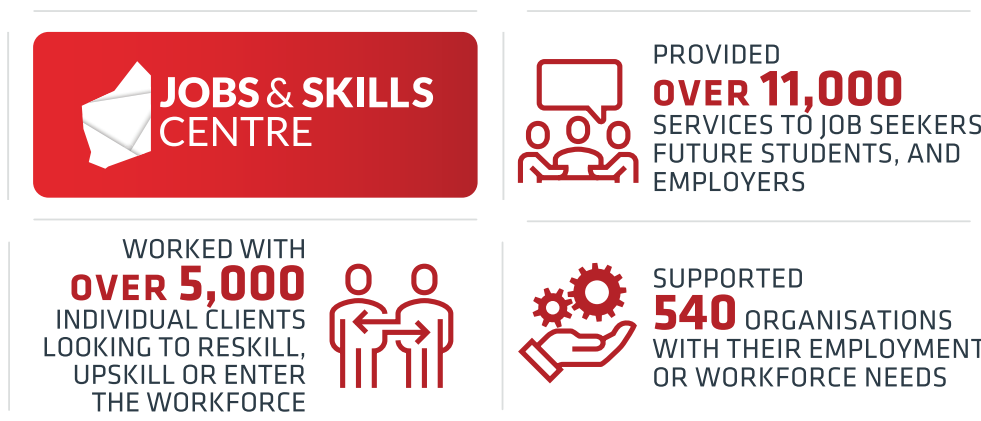 JOBS & SKILLS
CENTRE
PROVIDED
OVER 11,000
SERVICES TO JOB SEEKERS
FUTURE STUDENTS, AND
EMPLOYERS
WORKED WITH
OVER 5,000
INDIVIDUAL CLIENTS
LOOKING TO RESKILL,
UPSKILL OR ENTER
THE WORKFORCE
SUPPORTED
540 ORGANISATIONS
WITH THEIR EMPLOYMENT
OR WORKFORCE NEEDS